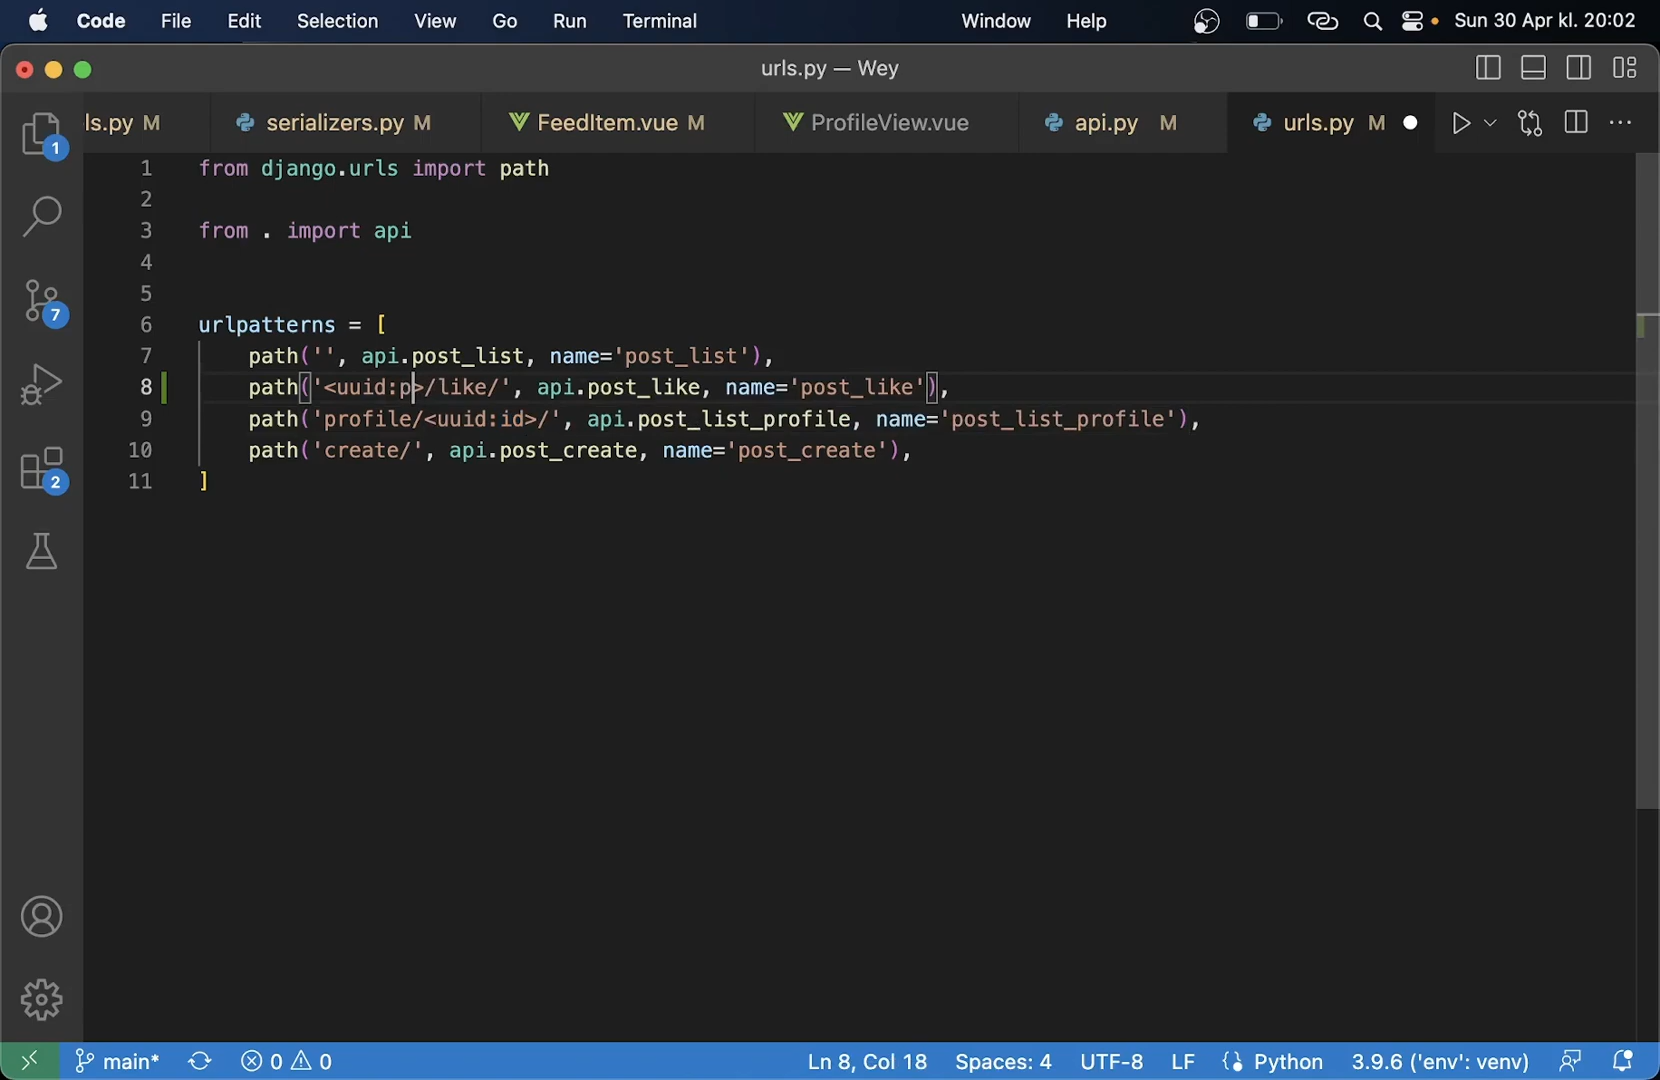 Code File Edit Selection View Go Run Terminal Window Help Sun 30 Apr kl. 20:02
urls.py — Wey
ls.py M serializers.py M FeedItem.vue M ProfileView.vue api.py M urls.py M
1 from django.urls import path
2
3 from . import api
4
5
6 urlpatterns = [
7 path('', api.post_list, name='post_list'),
8 path('<uuid:p>/like/', api.post_like, name='post_like'),
9 path('profile/<uuid:id>/', api.post_list_profile, name='post_list_profile'),
10 path('create/', api.post_create, name='post_create'),
11 ]
1
7
2
main* 0 0 Ln 8, Col 18 Spaces: 4 UTF-8 LF Python 3.9.6 ('env': venv)